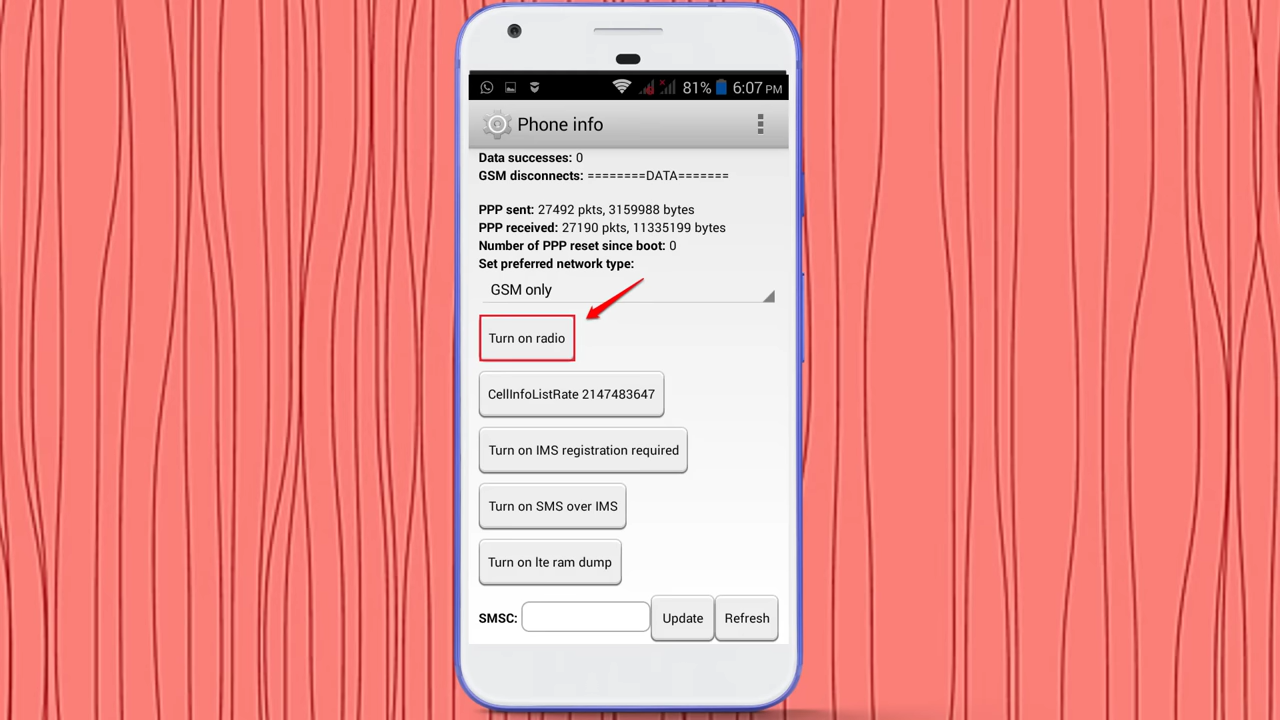 81% 6:07 PM
Phone info
Data successes: 0
GSM disconnects: ========DATA=======
PPP sent: 27492 pkts, 3159988 bytes
PPP received: 27190 pkts, 11335199 bytes
Number of PPP reset since boot: 0
Set preferred network type:
GSM only
Turn on radio
CellInfoListRate 2147483647
Turn on IMS registration required
Turn on SMS over IMS
Turn on lte ram dump
SMSC: Update Refresh